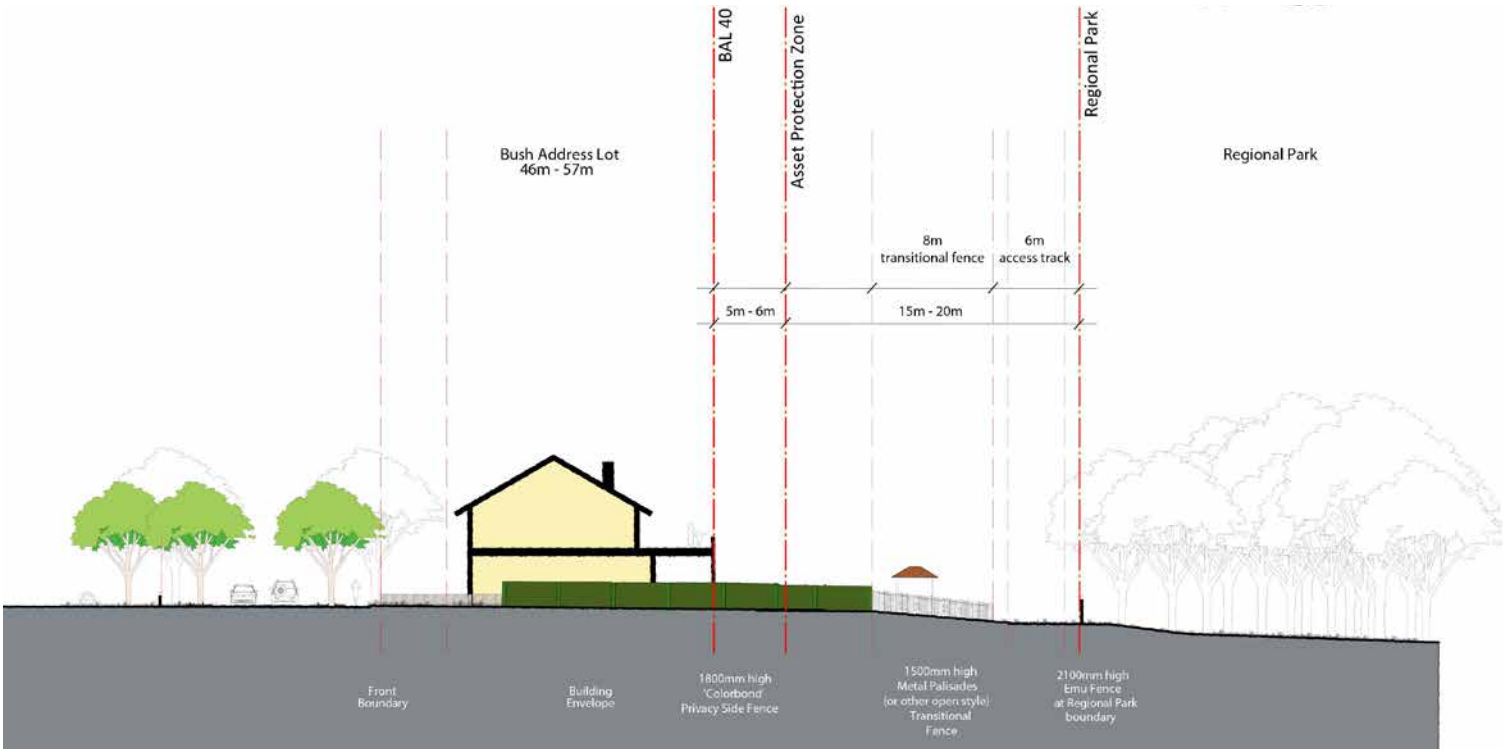 BAL 40
Asset Protection Zone
Regional Park
Bush Address Lot
46m - 57m
Regional Park
8m
transitional fence
6m
access track
5m - 6m
15m - 20m
Front
Boundary
Building
Envelope
1800mm high
'Colorbond'
Privacy Side Fence
1500mm high
Metal Palisades
(or other open style)
Transitional
Fence
2100mm high
Emu Fence
at Regional Park
boundary